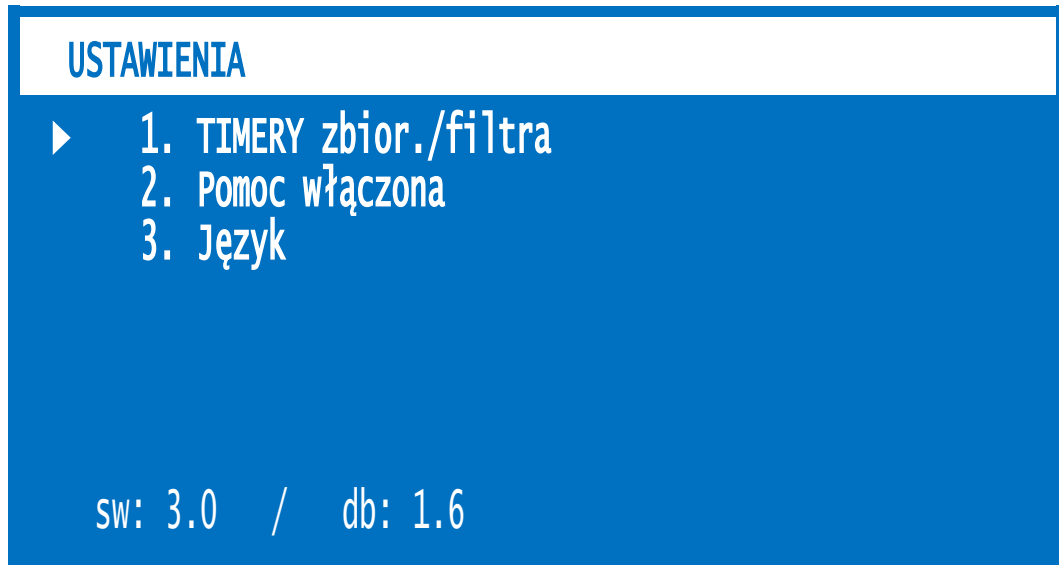 USTAWIENIA
1. TIMERY zbior./filtra
2. Pomoc włączona
3. Język
sw: 3.0 / db: 1.6